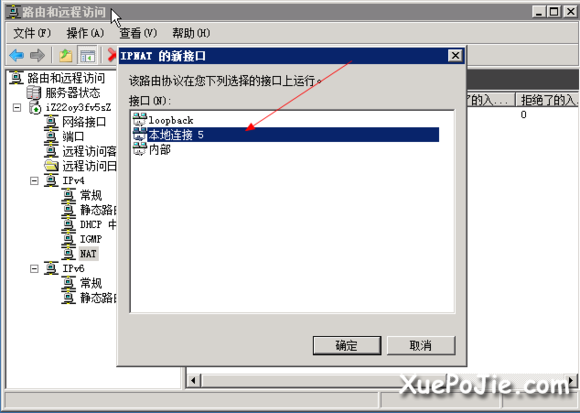 路由和远程访问
文件(F) 操作(A) 查看(V) 帮助(H)
IPNAT 的新接口
该路由协议在您下列选择的接口上运行。
接口(N):
loopback
本地连接 5
内部
确定 取消
路由和远程访问
服务器状态
iZ22oy3fv5sZ
网络接口
端口
远程访问客
远程访问日
IPv4
常规
静态路由
DHCP 中
IGMP
NAT
IPv6
常规
静态路由
了的入... 拒绝了的入
0
XuePoJie.com